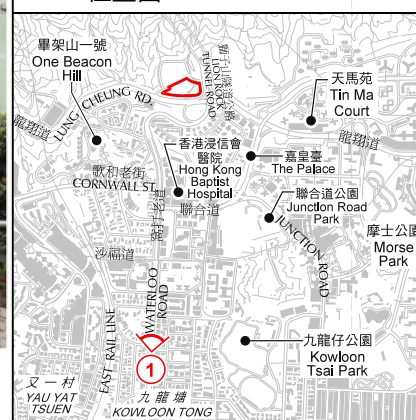 畢架山一號
One Beacon
Hill
獅子山隧道公路
LION ROCK
TUNNEL ROAD
天馬苑
Tin Ma
Court
LUNG CHEUNG RD.
龍翔道
龍翔道
香港浸信會
醫院
Hong Kong
Baptist
Hospital
嘉皇臺
The Palace
歌和老街
CORNWALL ST.
聯合道
聯合道公園
Junction Road
Park
JUNCTION ROAD
摩士公園
Morse
Park
沙福道
窩打老道
WATERLOO
ROAD
EAST RAIL LINE
1
九龍仔公園
Kowloon
Tsai Park
又一村
YAU YAT
TSUEN
九龍塘
KOWLOON TONG